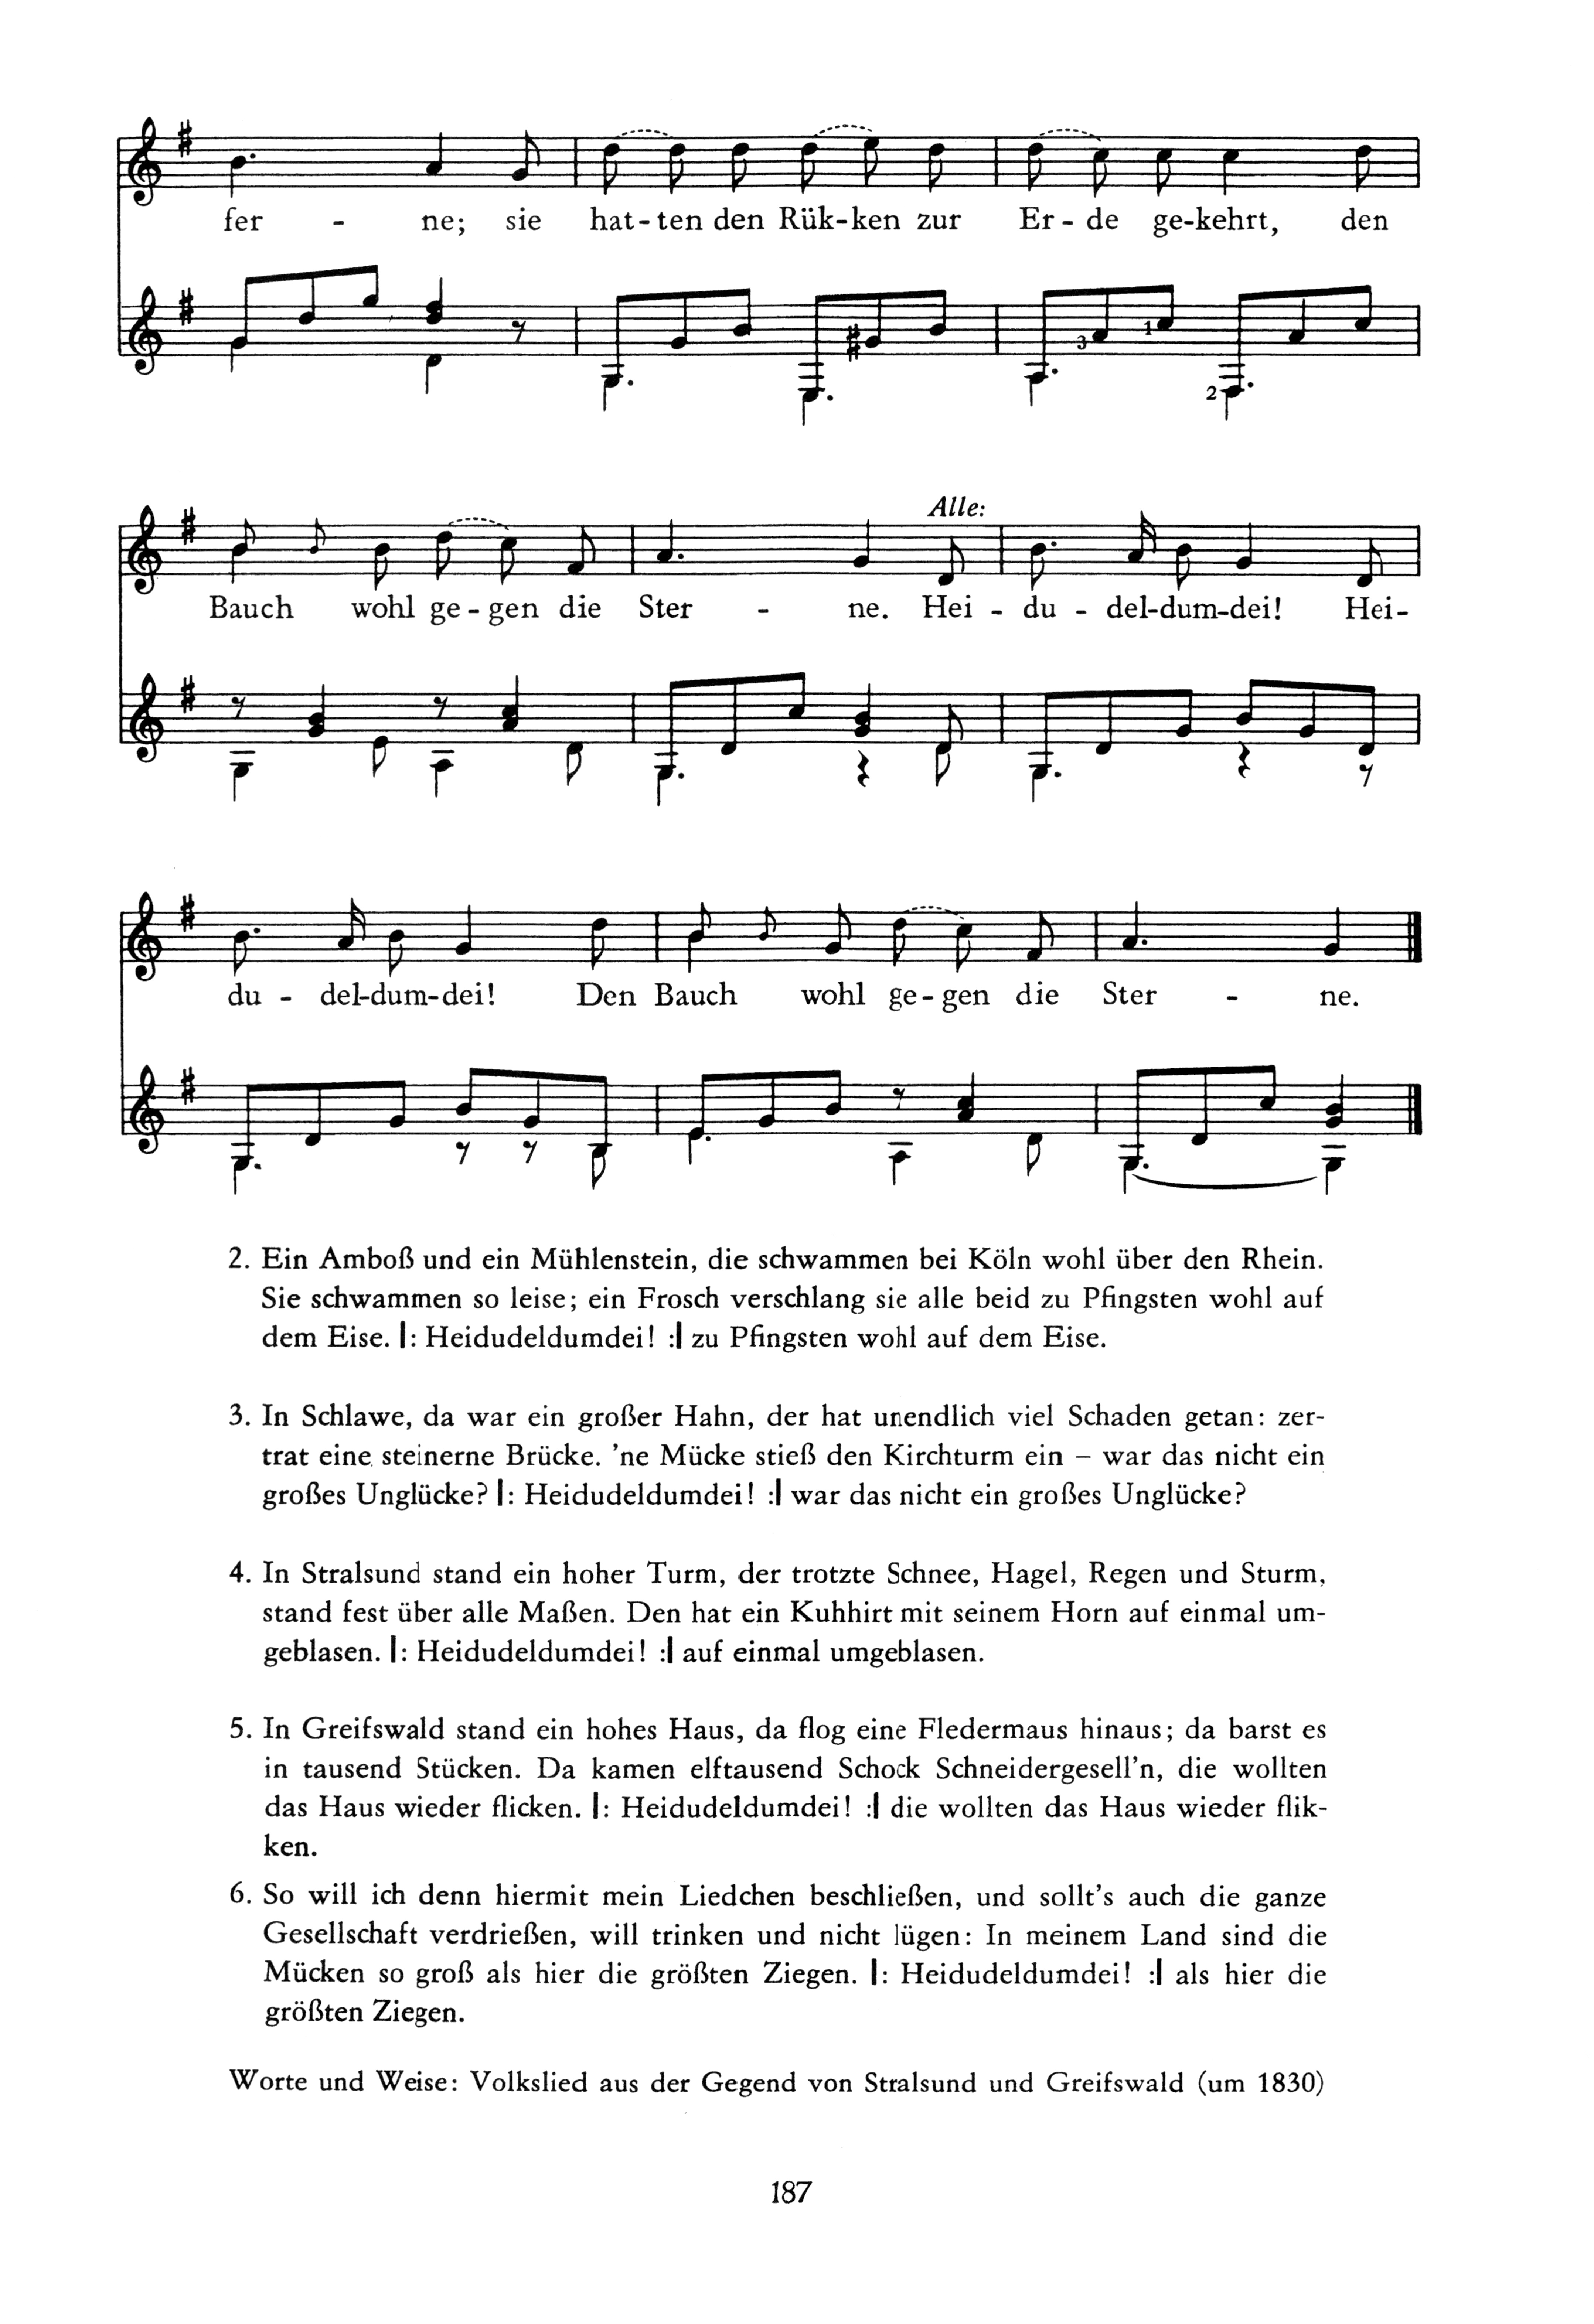 fer - ne; sie hat-ten den Rük-ken zur Er-de ge-kehrt, den
3 1 2
Alle:
Bauch wohl ge-gen die Ster - ne. Hei - du - del-dum-dei! Hei-
du - del-dum-dei! Den Bauch wohl ge-gen die Ster - ne.
2. Ein Amboß und ein Mühlenstein, die schwammen bei Köln wohl über den Rhein.
Sie schwammen so leise; ein Frosch verschlang sie alle beid zu Pfingsten wohl auf
dem Eise. |: Heidudeldumdei! :| zu Pfingsten wohl auf dem Eise.
3. In Schlawe, da war ein großer Hahn, der hat unendlich viel Schaden getan: zer-
trat eine steinerne Brücke. 'ne Mücke stieß den Kirchturm ein – war das nicht ein
großes Unglücke? |: Heidudeldumdei! :| war das nicht ein großes Unglücke?
4. In Stralsund stand ein hoher Turm, der trotzte Schnee, Hagel, Regen und Sturm,
stand fest über alle Maßen. Den hat ein Kuhhirt mit seinem Horn auf einmal um-
geblasen. |: Heidudeldumdei! :| auf einmal umgeblasen.
5. In Greifswald stand ein hohes Haus, da flog eine Fledermaus hinaus; da barst es
in tausend Stücken. Da kamen elftausend Schock Schneidergesell'n, die wollten
das Haus wieder flicken. |: Heidudeldumdei! :| die wollten das Haus wieder flik-
ken.
6. So will ich denn hiermit mein Liedchen beschließen, und sollt's auch die ganze
Gesellschaft verdrießen, will trinken und nicht lügen: In meinem Land sind die
Mücken so groß als hier die größten Ziegen. |: Heidudeldumdei! :| als hier die
größten Ziegen.
Worte und Weise: Volkslied aus der Gegend von Stralsund und Greifswald (um 1830)
187